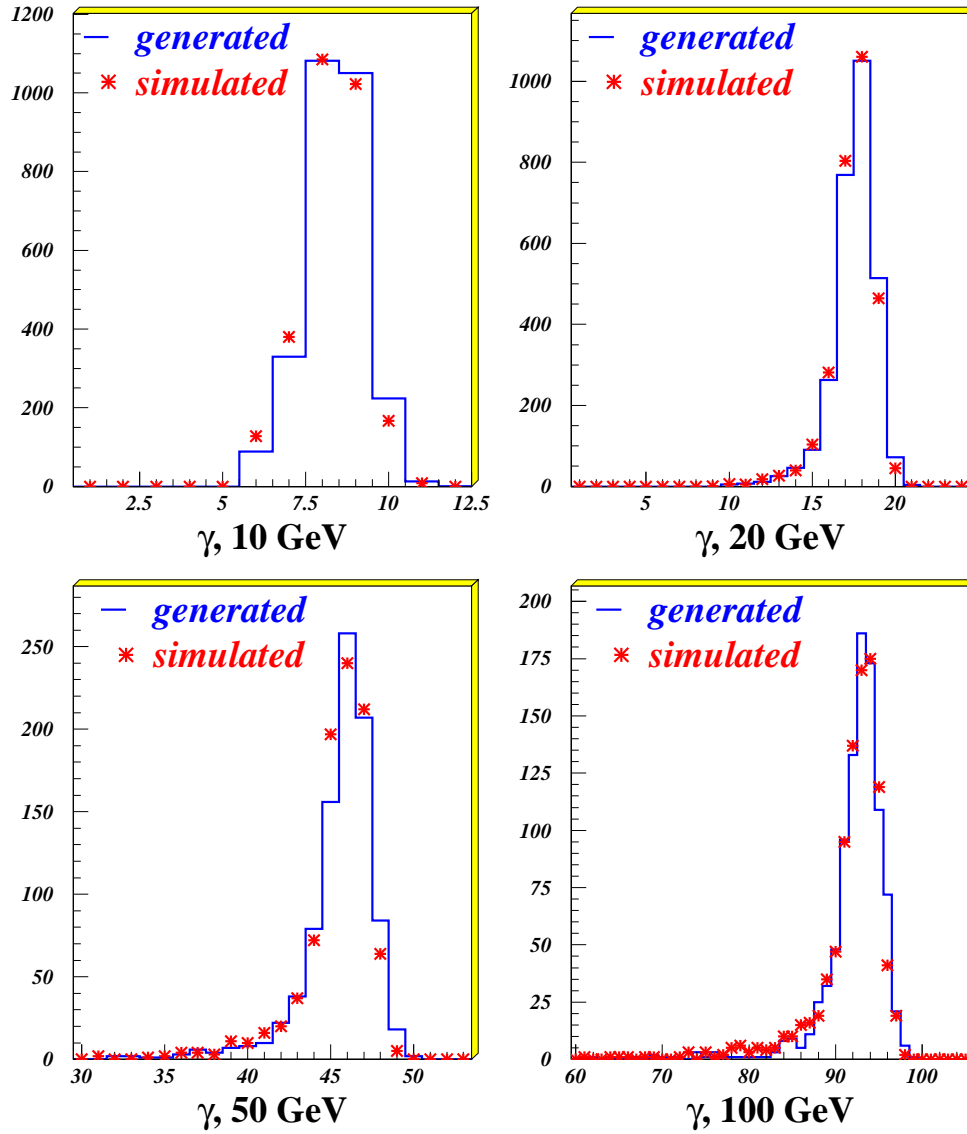 1200
1000
800
600
400
200
0
generated
simulated
2.5 5 7.5 10 12.5
γ, 10 GeV
1000
800
600
400
200
0
generated
simulated
5 10 15 20
γ, 20 GeV
250
200
150
100
50
0
generated
simulated
30 35 40 45 50
γ, 50 GeV
200
175
150
125
100
75
50
25
0
generated
simulated
60 70 80 90 100
γ, 100 GeV